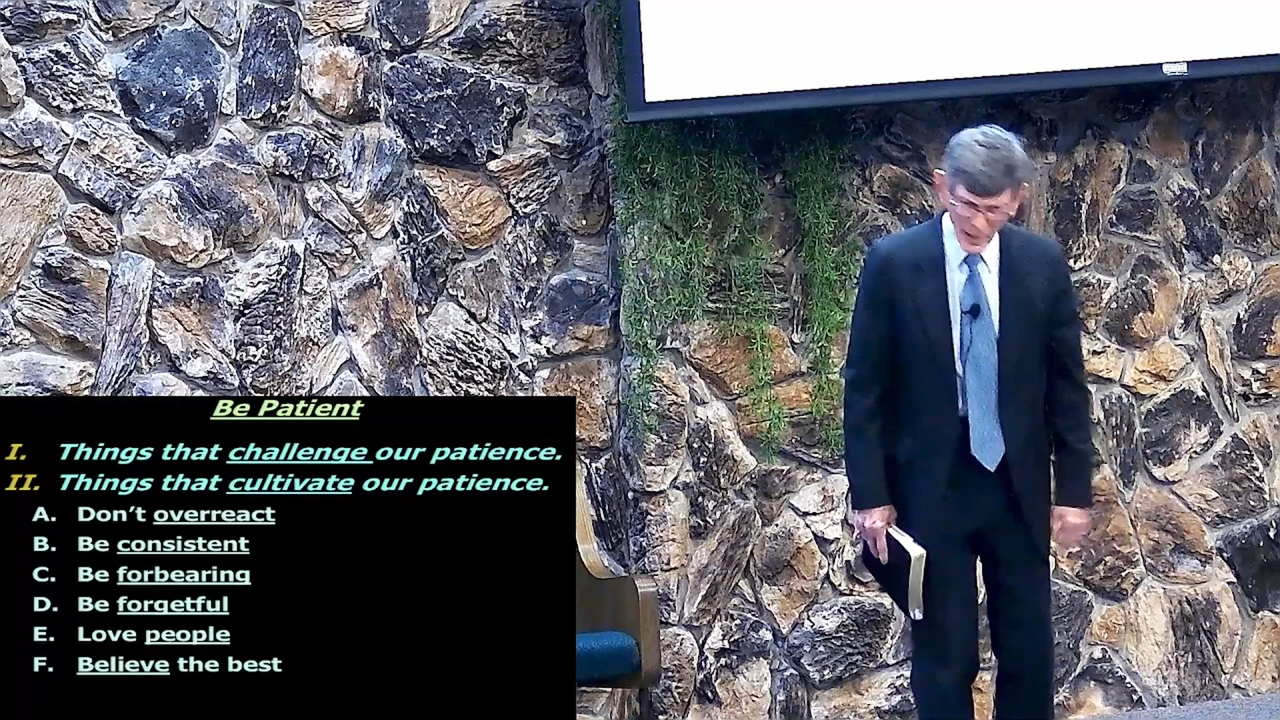 Be Patient
I. Things that challenge our patience.
II. Things that cultivate our patience.
A. Don't overreact
B. Be consistent
C. Be forbearing
D. Be forgetful
E. Love people
F. Believe the best